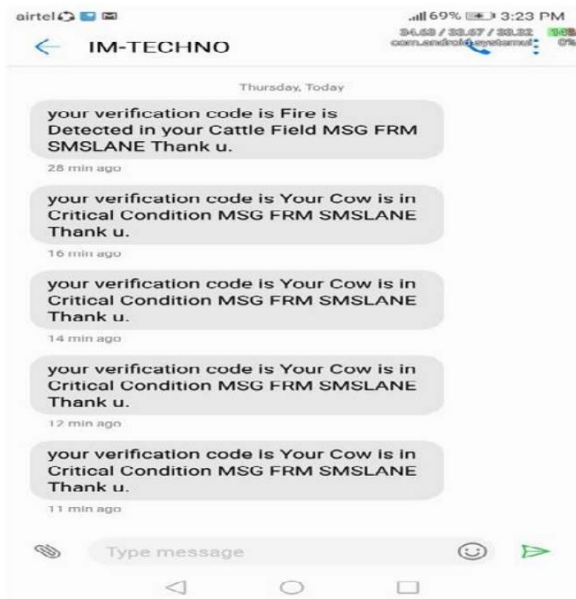 airtel 69% 3:23 PM
IM-TECHNO
Thursday, Today
your verification code is Fire is
Detected in your Cattle Field MSG FRM
SMSLANE Thank u.
28 min ago
your verification code is Your Cow is in
Critical Condition MSG FRM SMSLANE
Thank u.
16 min ago
your verification code is Your Cow is in
Critical Condition MSG FRM SMSLANE
Thank u.
14 min ago
your verification code is Your Cow is in
Critical Condition MSG FRM SMSLANE
Thank u.
12 min ago
your verification code is Your Cow is in
Critical Condition MSG FRM SMSLANE
Thank u.
11 min ago
Type message